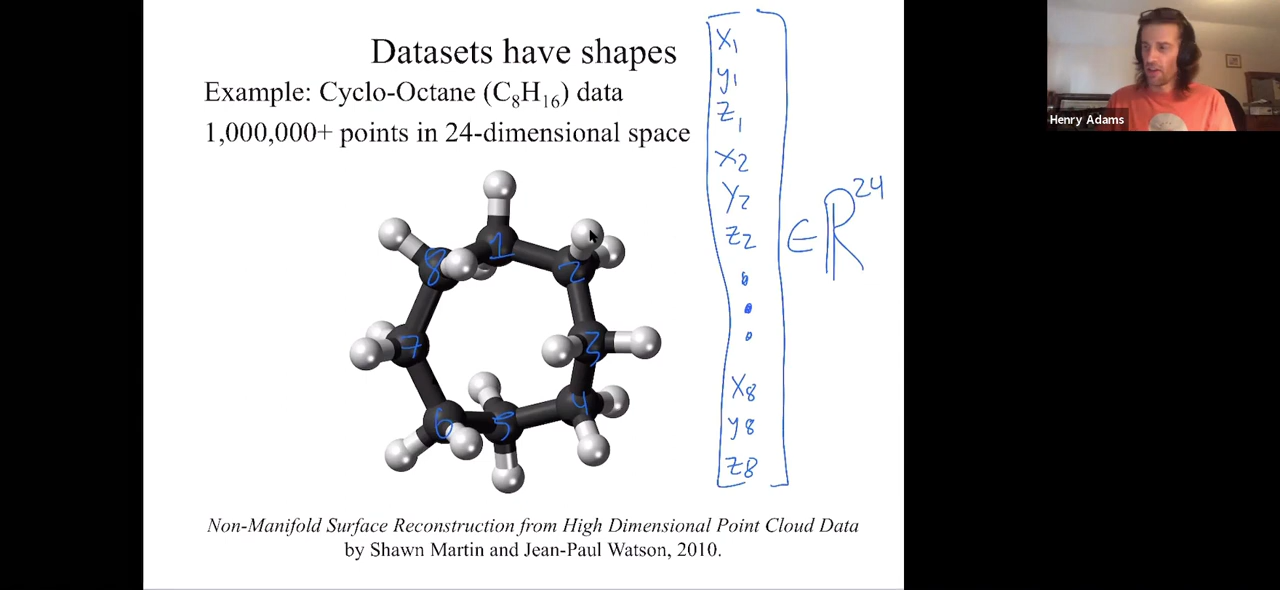 Datasets have shapes
Example: Cyclo-Octane (C₈H₁₆) data
1,000,000+ points in 24-dimensional space
x₁
y₁
z₁
x₂
y₂
z₂
x₈
y₈
z₈
∈ℝ²⁴
1
2
3
4
5
6
7
8
Non-Manifold Surface Reconstruction from High Dimensional Point Cloud Data
by Shawn Martin and Jean-Paul Watson, 2010.
Henry Adams